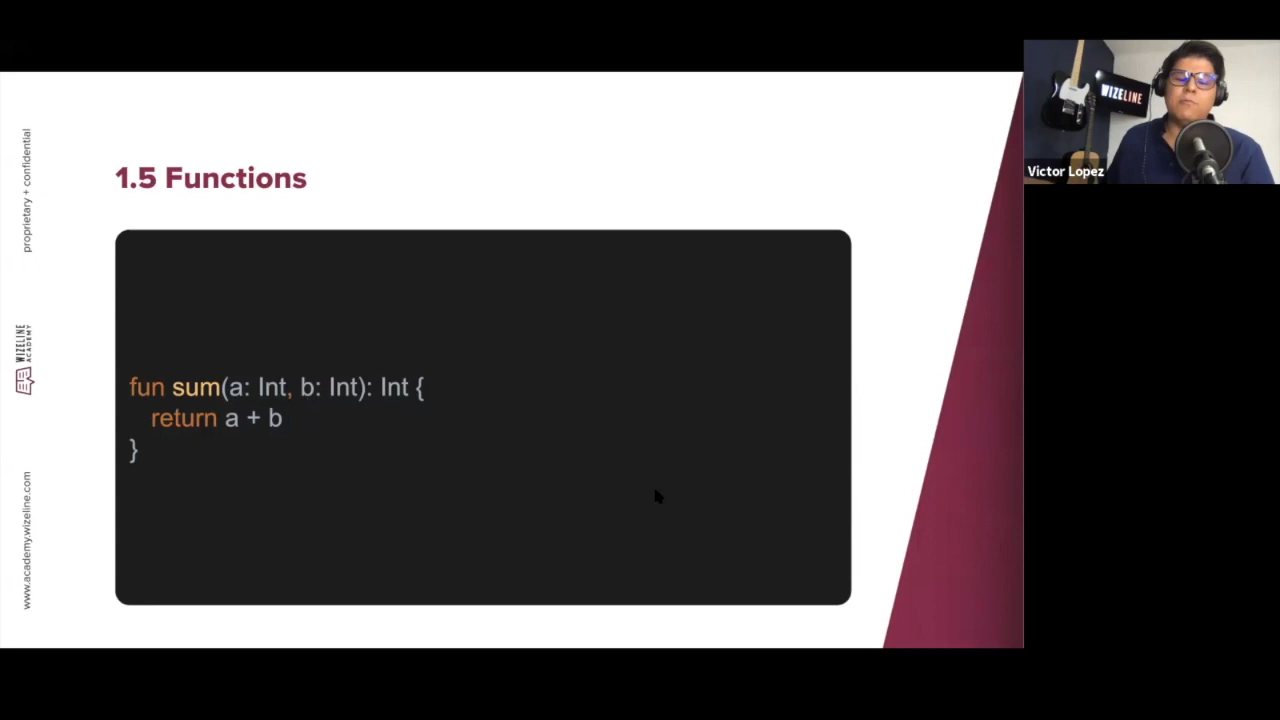 1.5 Functions
fun sum(a: Int, b: Int): Int {
return a + b
}
proprietary + confidential
WIZELINE
ACADEMY
www.academy.wizeline.com
WIZELINE
Victor Lopez